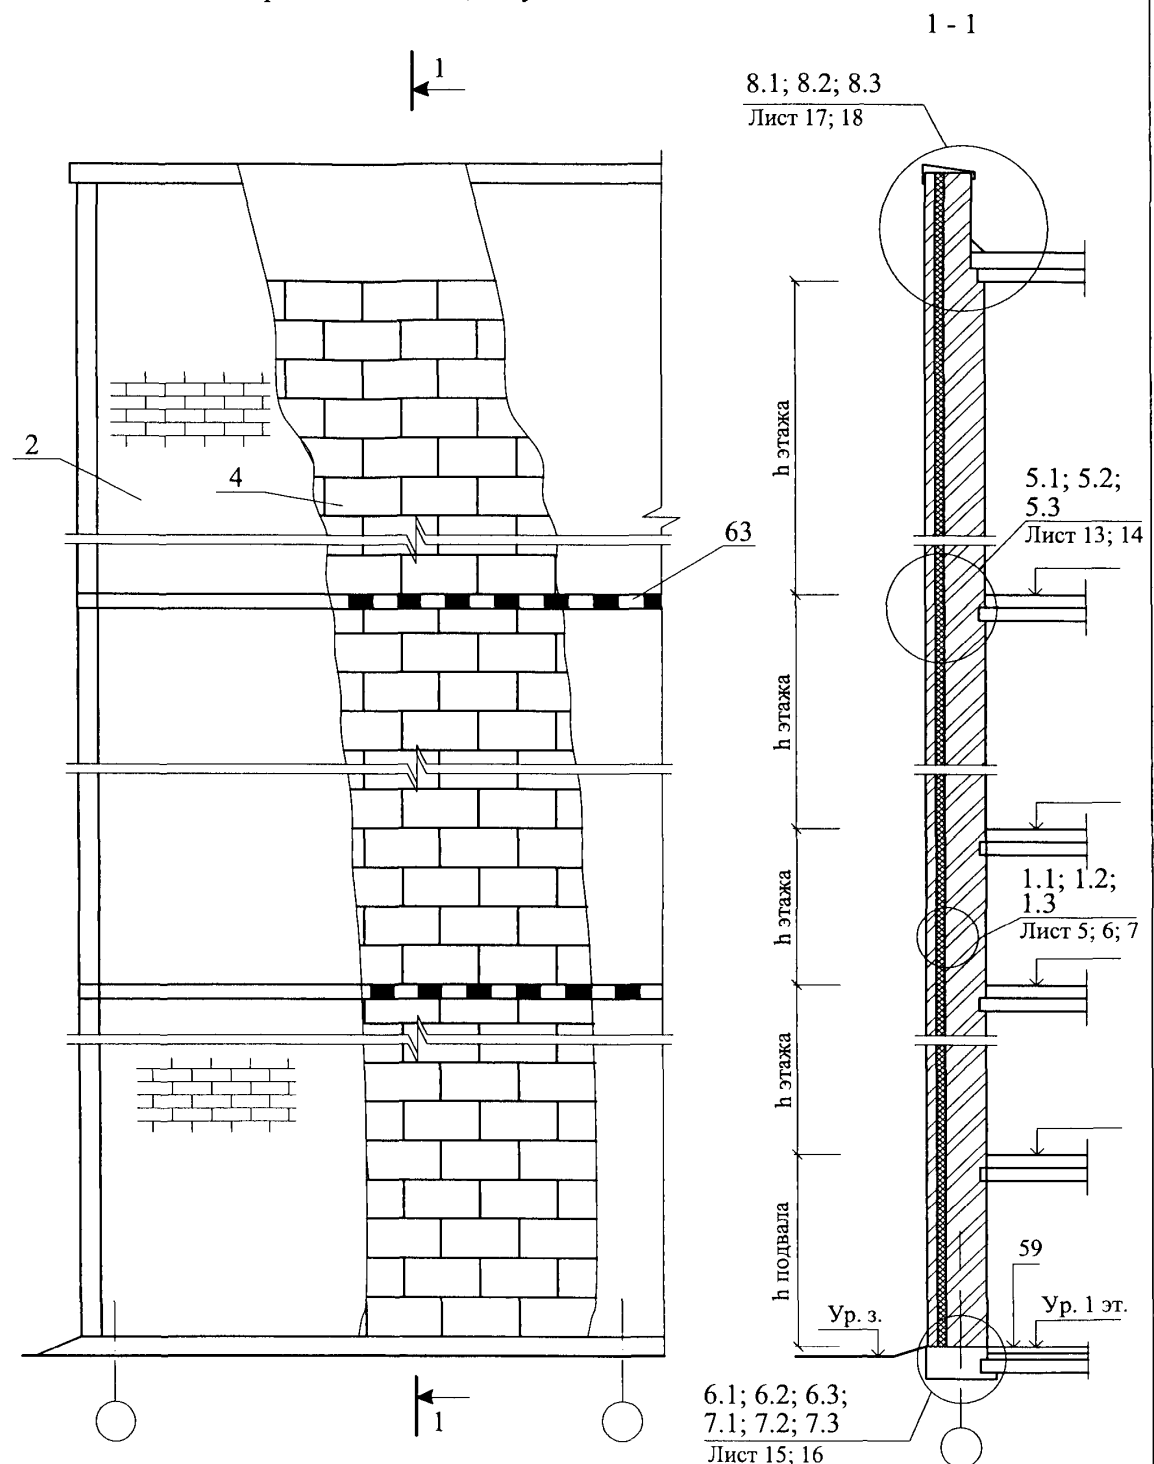 1 - 1
1
8.1; 8.2; 8.3
Лист 17; 18
2
4
63
h этажа
5.1; 5.2;
5.3
Лист 13; 14
h этажа
h этажа
1.1; 1.2;
1.3
Лист 5; 6; 7
h этажа
h подвала
59
Ур. з.
Ур. 1 эт.
1
6.1; 6.2; 6.3;
7.1; 7.2; 7.3
Лист 15; 16